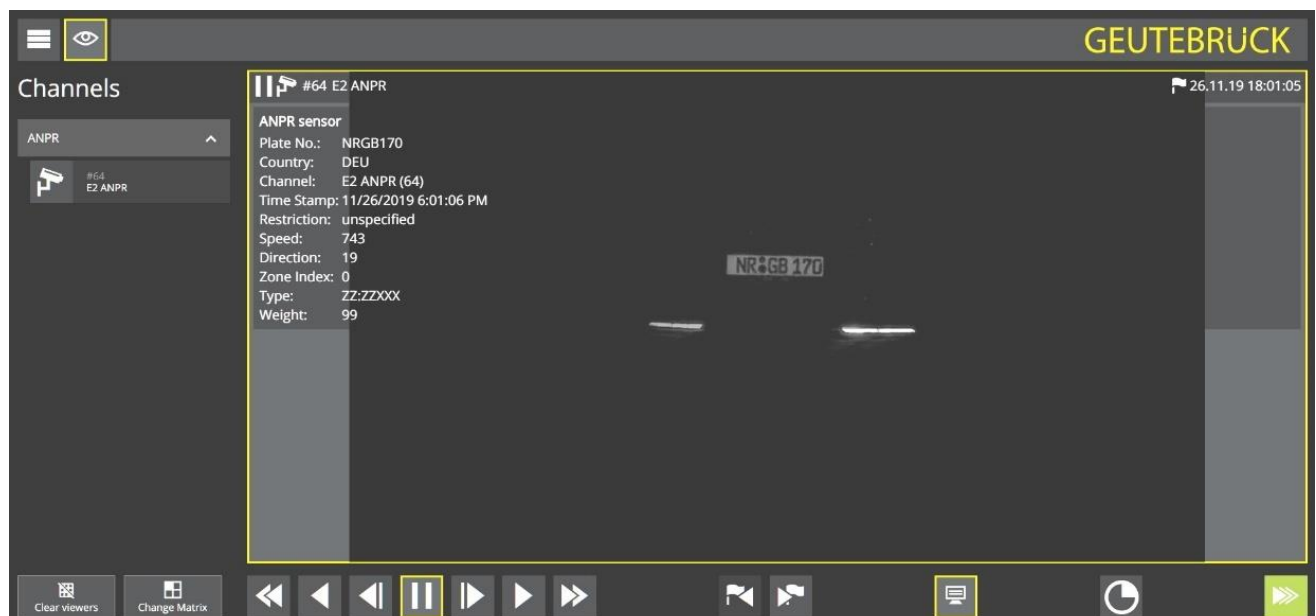 GEUTEBRÜCK
Channels
ANPR
#64
E2 ANPR
#64 E2 ANPR
26.11.19 18:01:05
ANPR sensor
Plate No.: NRGB170
Country: DEU
Channel: E2 ANPR (64)
Time Stamp: 11/26/2019 6:01:06 PM
Restriction: unspecified
Speed: 743
Direction: 19
Zone Index: 0
Type: ZZ:ZZXXX
Weight: 99
NR GB 170
Clear viewers
Change Matrix